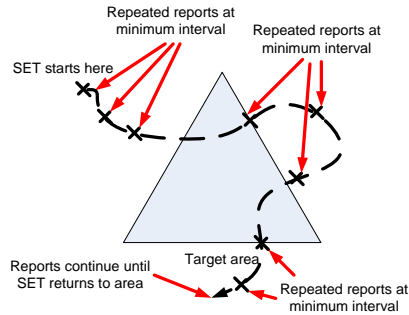 Repeated reports at
minimum interval
Repeated reports at
minimum interval
SET starts here
Target area
Reports continue until
SET returns to area
Repeated reports at
minimum interval